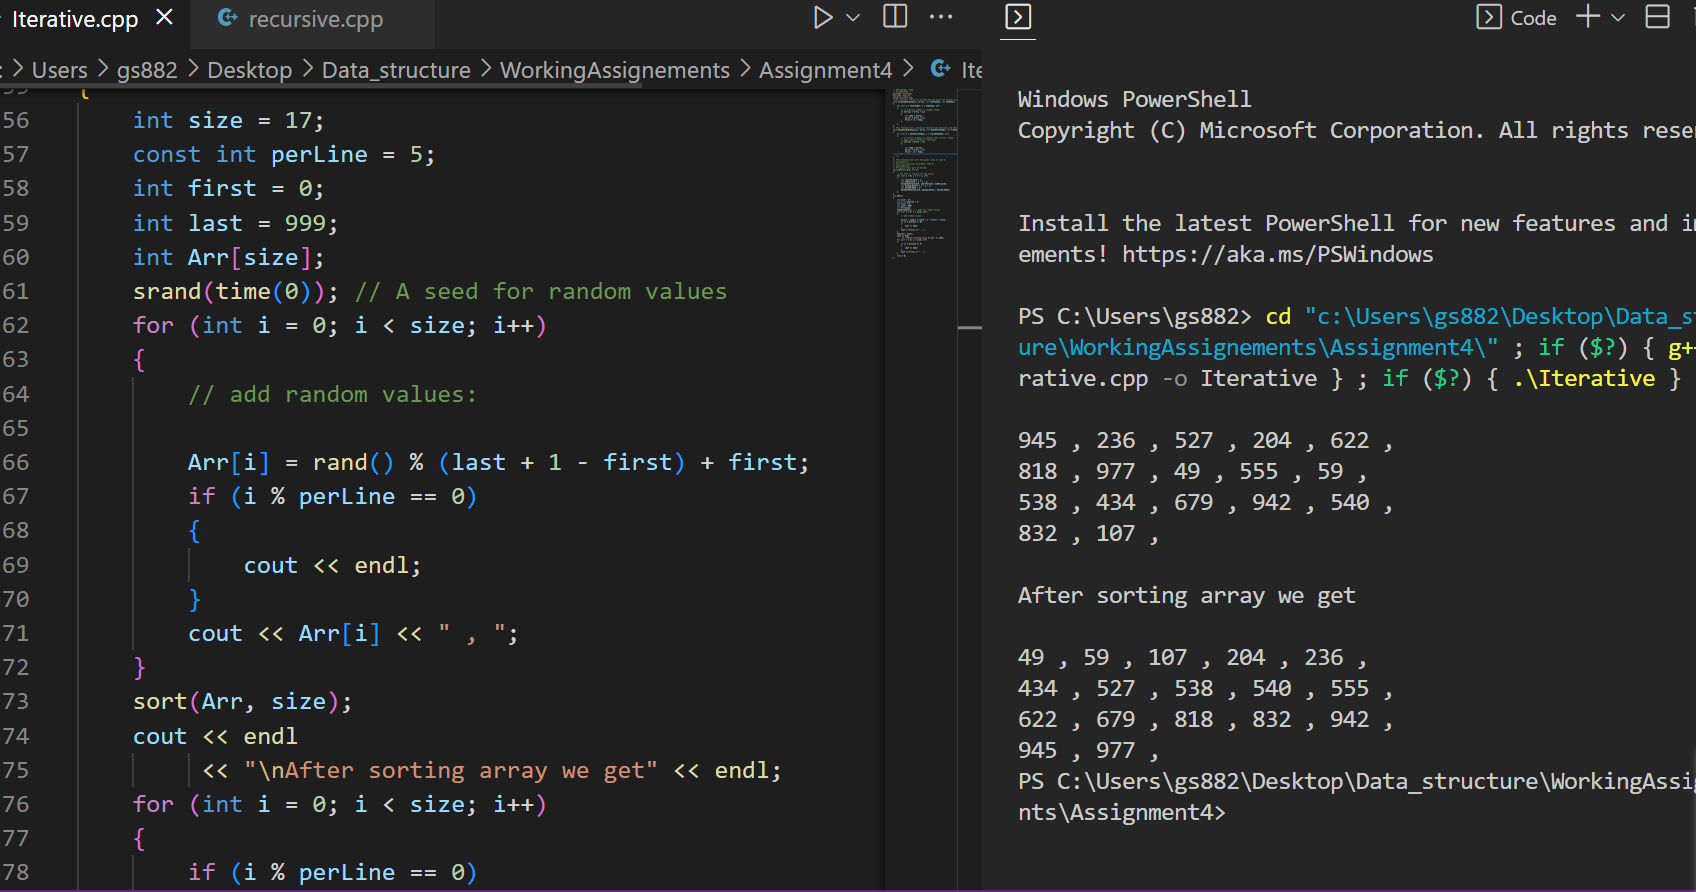 Iterative.cpp
recursive.cpp
: > Users > gs882 > Desktop > Data_structure > WorkingAssignements > Assignment4 >
{
56 int size = 17;
57 const int perLine = 5;
58 int first = 0;
59 int last = 999;
60 int Arr[size];
61 srand(time(0)); // A seed for random values
62 for (int i = 0; i < size; i++)
63 {
64 // add random values:
65
66 Arr[i] = rand() % (last + 1 - first) + first;
67 if (i % perLine == 0)
68 {
69 cout << endl;
70 }
71 cout << Arr[i] << " , ";
72 }
73 sort(Arr, size);
74 cout << endl
75 << "\nAfter sorting array we get" << endl;
76 for (int i = 0; i < size; i++)
77 {
78 if (i % perLine == 0)
Code
Windows PowerShell
Copyright (C) Microsoft Corporation. All rights rese
Install the latest PowerShell for new features and i
ements! https://aka.ms/PSWindows
PS C:\Users\gs882> cd "c:\Users\gs882\Desktop\Data_s
ure\WorkingAssignements\Assignment4\" ; if ($?) { g+
rative.cpp -o Iterative } ; if ($?) { .\Iterative }
945 , 236 , 527 , 204 , 622 ,
818 , 977 , 49 , 555 , 59 ,
538 , 434 , 679 , 942 , 540 ,
832 , 107 ,
After sorting array we get
49 , 59 , 107 , 204 , 236 ,
434 , 527 , 538 , 540 , 555 ,
622 , 679 , 818 , 832 , 942 ,
945 , 977 ,
PS C:\Users\gs882\Desktop\Data_structure\WorkingAssig
nts\Assignment4>